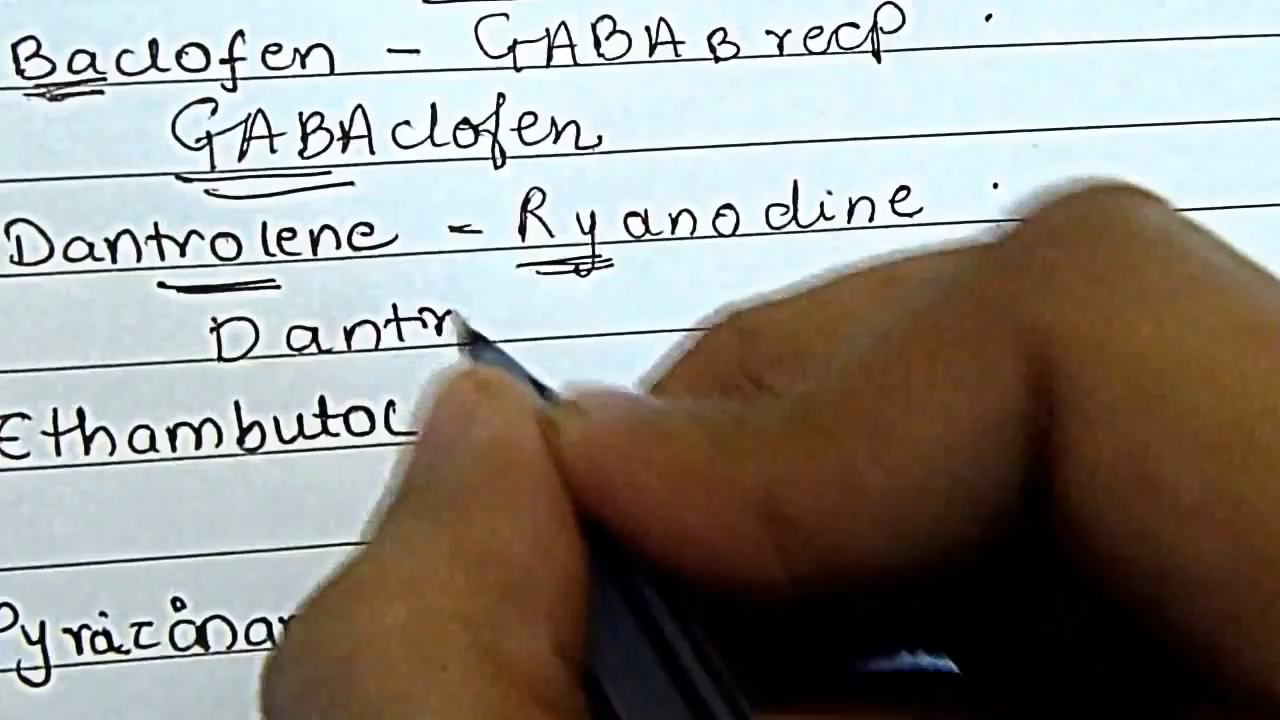 Baclofen - GABA B recp
GABAclofen
Dantrolene - Ryanodine
Dantr
Ethambutol